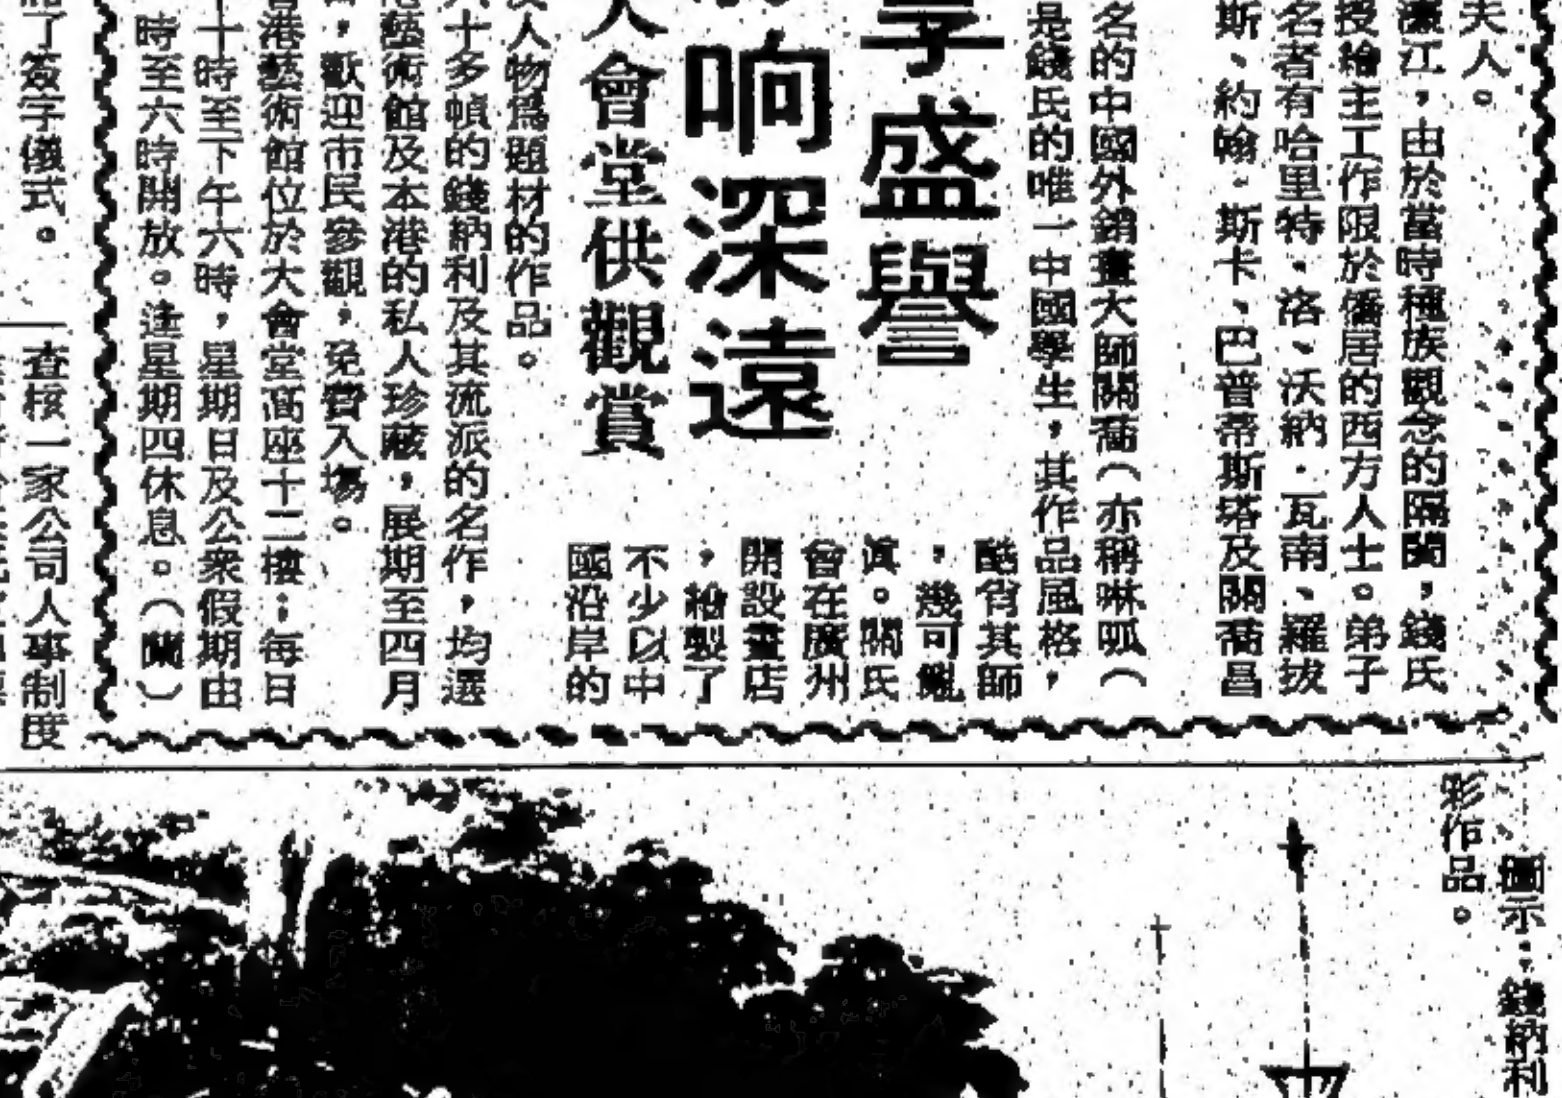 夫人。
濠江，由於當時種族觀念的隔閡，錢氏
授繪主工作限於僑居的西方人士。弟子
名者有哈里特·洛、沃納·瓦南、羅拔
斯、約翰·斯卡、巴普蒂斯塔及關喬昌
名的中國外銷畫大師關喬（亦稱啉呱（
是錢氏的唯一中國學生，其作品風格，
酷肖其師
，幾可亂
眞。關氏
會在廣州
開設畫店
，繪製了
不少以中
國沿岸的
享盛譽
响深遠
會堂供觀賞
人物爲題材的作品。
十多幀的錢納利及其流派的名作，均選
藝術館及本港的私人珍藏，展期至四月
，歡迎市民參觀，免費入場。
港藝術館位於大會堂高座十二樓；每日
十時至下午六時，星期日及公衆假期由
時至六時開放。逢星期四休息。（蘭）
了簽字儀式。
查核一家公司人事制度
圖示：錢納利
彩作品。